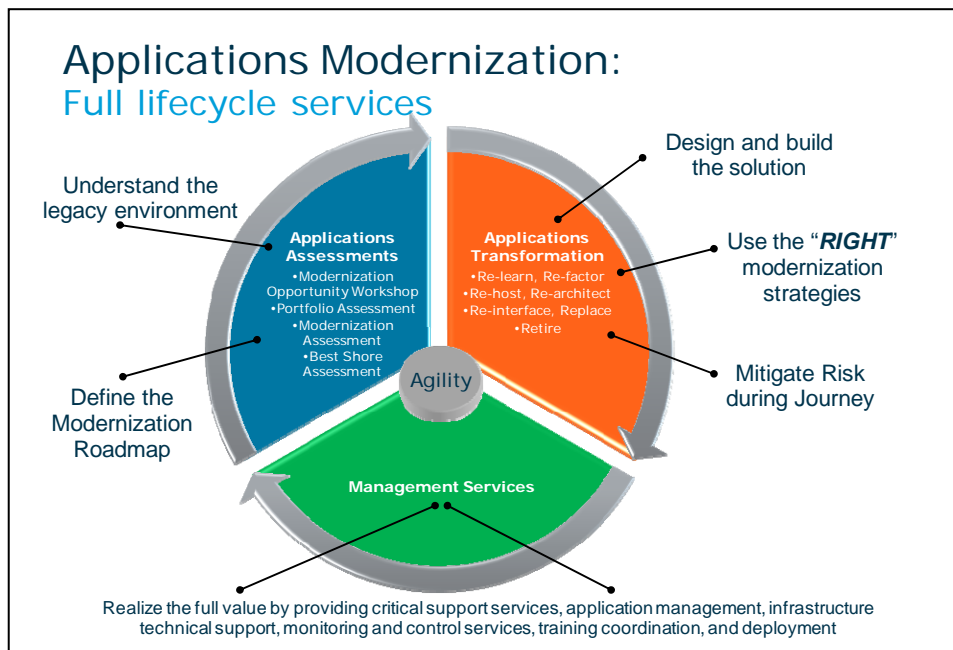 Applications Modernization:
Full lifecycle services
Understand the
legacy environment
Define the
Modernization
Roadmap
Applications
Assessments
•Modernization
Opportunity Workshop
•Portfolio Assessment
•Modernization
Assessment
•Best Shore
Assessment
Applications
Transformation
•Re-learn, Re-factor
•Re-host, Re-architect
•Re-interface, Replace
•Retire
Design and build
the solution
Use the “RIGHT”
modernization
strategies
Mitigate Risk
during Journey
Agility
Management Services
Realize the full value by providing critical support services, application management, infrastructure
technical support, monitoring and control services, training coordination, and deployment